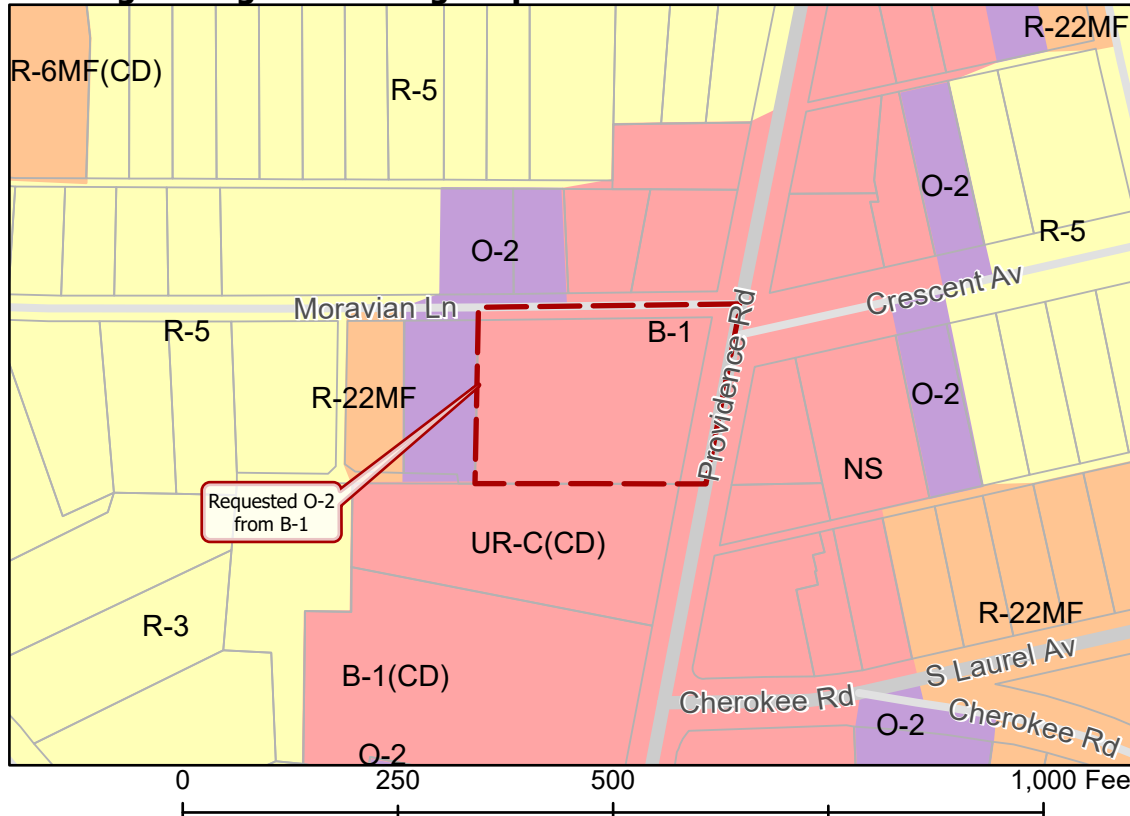 R-22MF
R-6MF(CD)
R-5
O-2
O-2
R-5
Crescent Av
Moravian Ln
R-5
B-1
Providence Rd
R-22MF
O-2
NS
Requested O-2
from B-1
UR-C(CD)
R-22MF
R-3
S Laurel Av
B-1(CD)
Cherokee Rd
Cherokee Rd
O-2
O-2
0
250
500
1,000 Fee